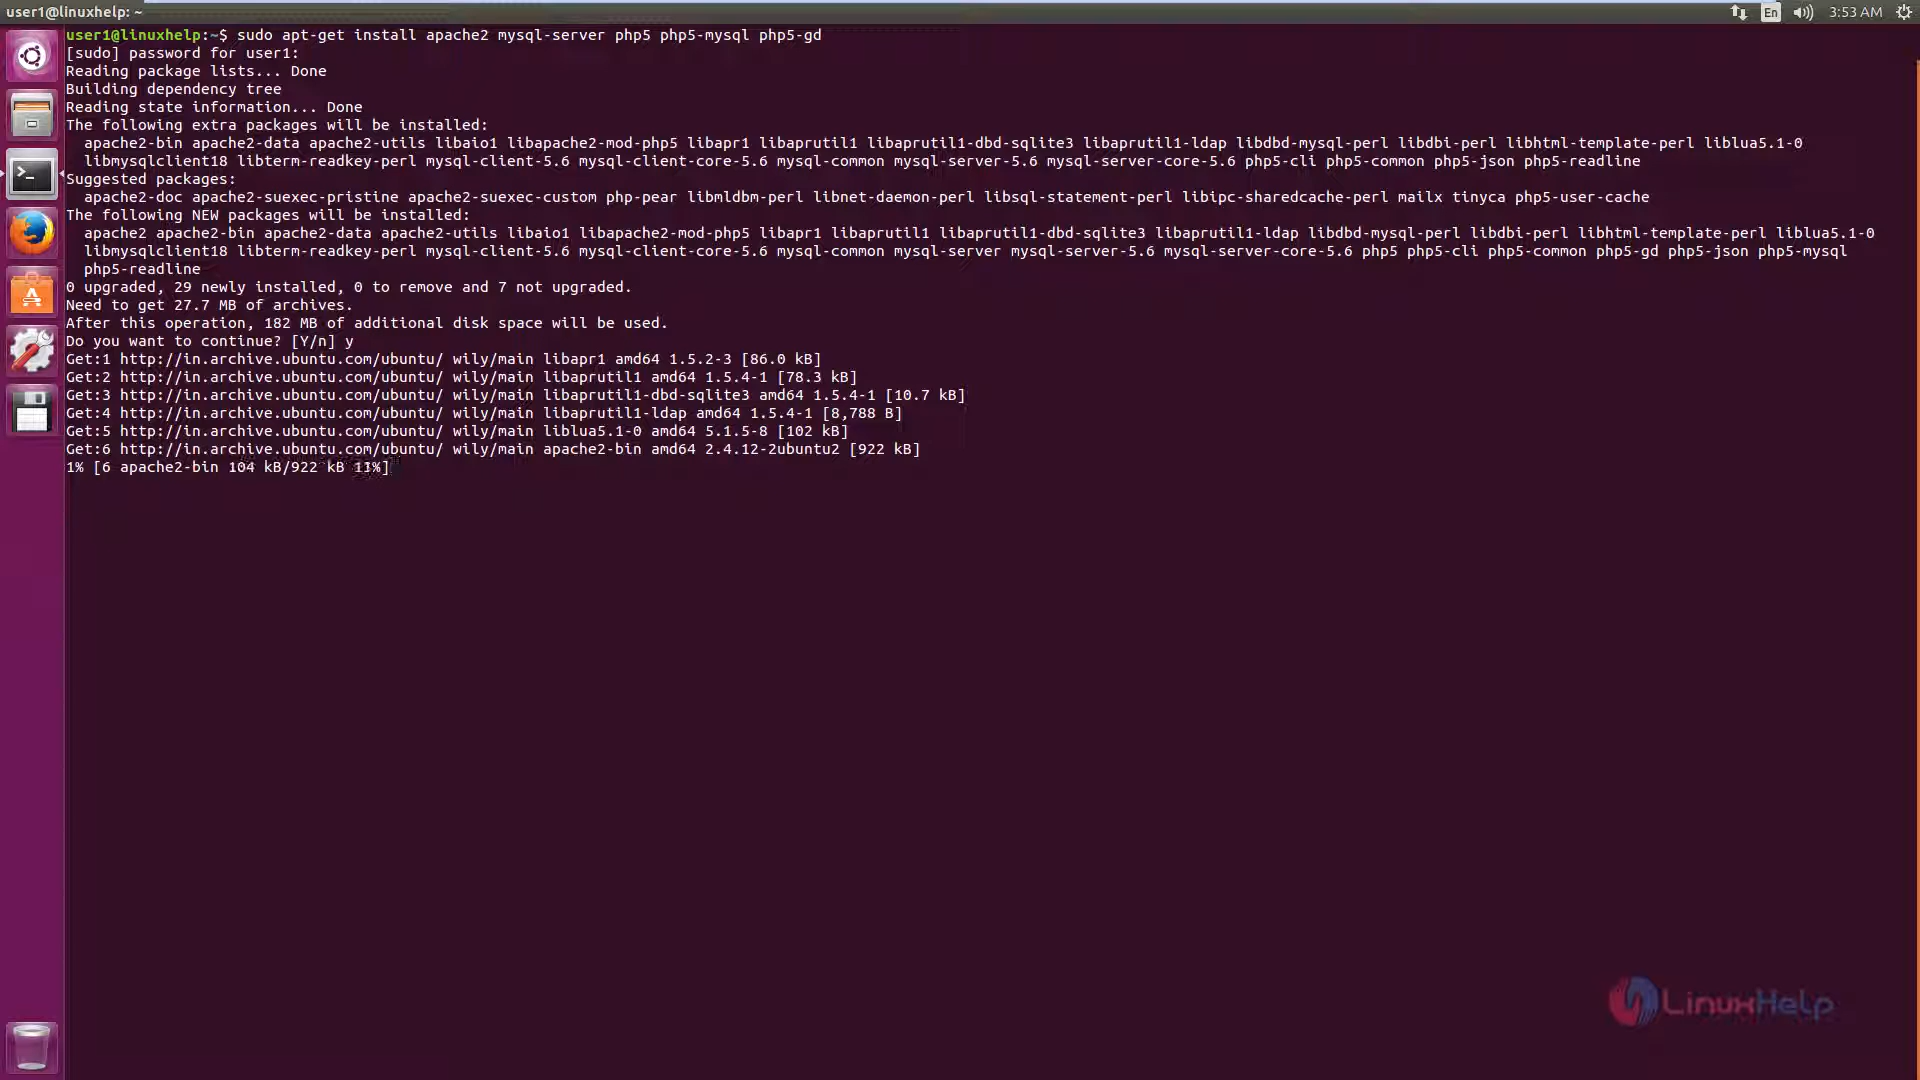 user1@linuxhelp: ~
En
3:53 AM
user1@linuxhelp:~$ sudo apt-get install apache2 mysql-server php5 php5-mysql php5-gd
[sudo] password for user1:
Reading package lists... Done
Building dependency tree
Reading state information... Done
The following extra packages will be installed:
apache2-bin apache2-data apache2-utils libaio1 libapache2-mod-php5 libapr1 libaprutil1 libaprutil1-dbd-sqlite3 libaprutil1-ldap libdbd-mysql-perl libdbi-perl libhtml-template-perl liblua5.1-0
libmysqlclient18 libterm-readkey-perl mysql-client-5.6 mysql-client-core-5.6 mysql-common mysql-server-5.6 mysql-server-core-5.6 php5-cli php5-common php5-json php5-readline
Suggested packages:
apache2-doc apache2-suexec-pristine apache2-suexec-custom php-pear libmldbm-perl libnet-daemon-perl libsql-statement-perl libipc-sharedcache-perl mailx tinyca php5-user-cache
The following NEW packages will be installed:
apache2 apache2-bin apache2-data apache2-utils libaio1 libapache2-mod-php5 libapr1 libaprutil1 libaprutil1-dbd-sqlite3 libaprutil1-ldap libdbd-mysql-perl libdbi-perl libhtml-template-perl liblua5.1-0
libmysqlclient18 libterm-readkey-perl mysql-client-5.6 mysql-client-core-5.6 mysql-common mysql-server mysql-server-5.6 mysql-server-core-5.6 php5 php5-cli php5-common php5-gd php5-json php5-mysql
php5-readline
0 upgraded, 29 newly installed, 0 to remove and 7 not upgraded.
Need to get 27.7 MB of archives.
After this operation, 182 MB of additional disk space will be used.
Do you want to continue? [Y/n] y
Get:1 http://in.archive.ubuntu.com/ubuntu/ wily/main libapr1 amd64 1.5.2-3 [86.0 kB]
Get:2 http://in.archive.ubuntu.com/ubuntu/ wily/main libaprutil1 amd64 1.5.4-1 [78.3 kB]
Get:3 http://in.archive.ubuntu.com/ubuntu/ wily/main libaprutil1-dbd-sqlite3 amd64 1.5.4-1 [10.7 kB]
Get:4 http://in.archive.ubuntu.com/ubuntu/ wily/main libaprutil1-ldap amd64 1.5.4-1 [8,788 B]
Get:5 http://in.archive.ubuntu.com/ubuntu/ wily/main liblua5.1-0 amd64 5.1.5-8 [102 kB]
Get:6 http://in.archive.ubuntu.com/ubuntu/ wily/main apache2-bin amd64 2.4.12-2ubuntu2 [922 kB]
1% [6 apache2-bin 104 kB/922 kB 11%]
LinuxHelp